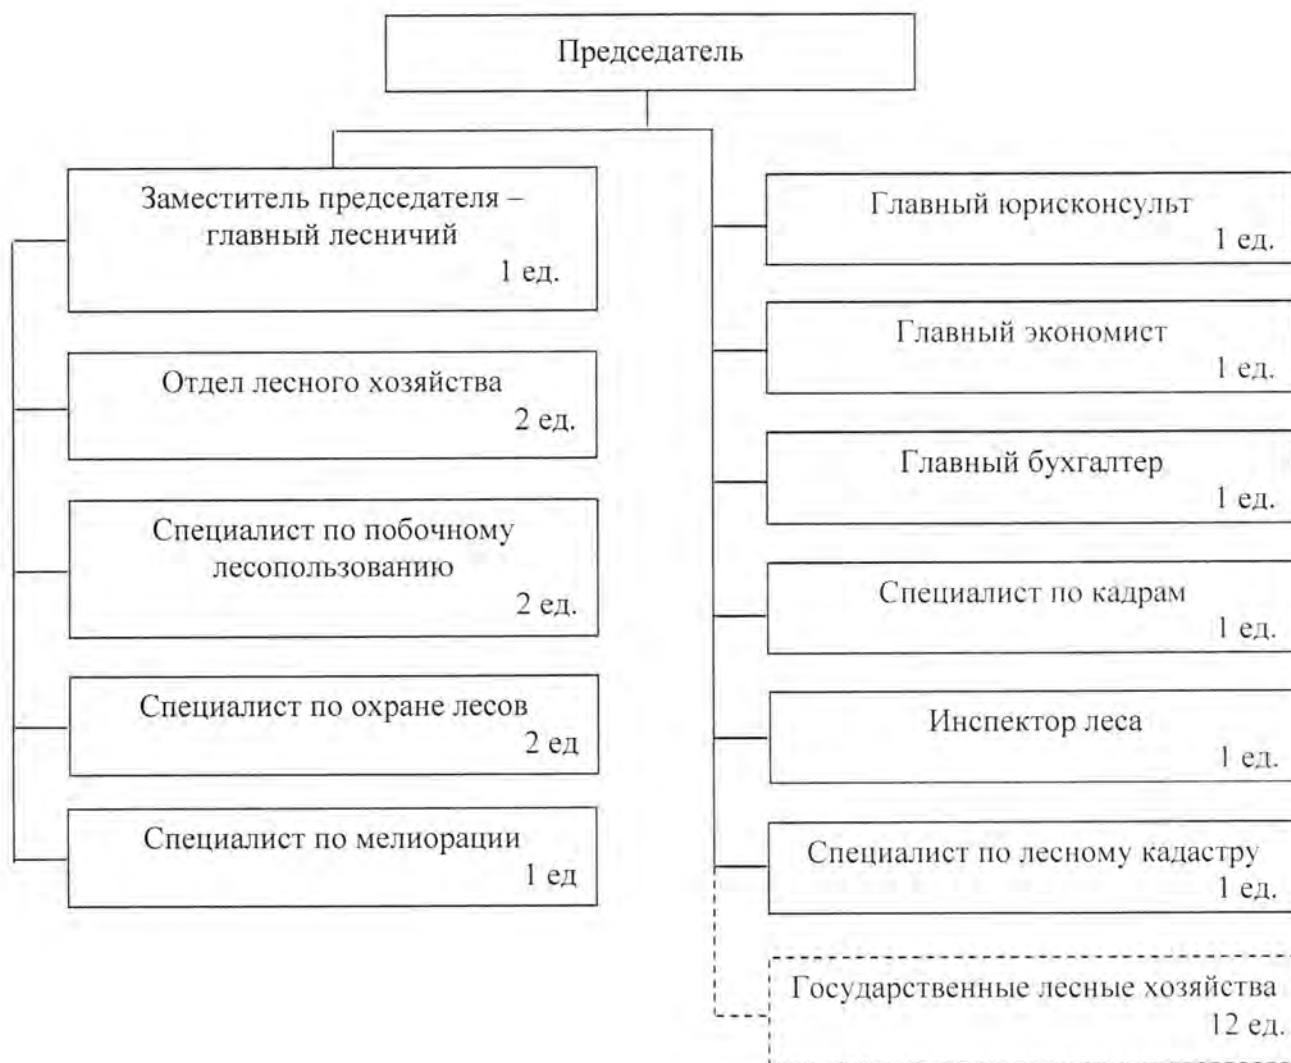 Председатель
Заместитель председателя –
главный лесничий
1 ед.
Отдел лесного хозяйства
2 ед.
Специалист по побочному
лесопользованию
2 ед.
Специалист по охране лесов
2 ед
Специалист по мелиорации
1 ед
Главный юрисконсульт
1 ед.
Главный экономист
1 ед.
Главный бухгалтер
1 ед.
Специалист по кадрам
1 ед.
Инспектор леса
1 ед.
Специалист по лесному кадастру
1 ед.
Государственные лесные хозяйства
12 ед.